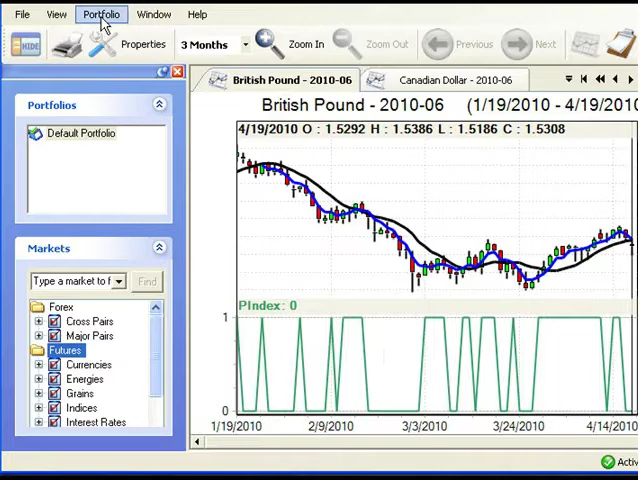 File View Portfolio Window Help
HIDE Properties 3 Months Zoom In Zoom Out Previous Next
British Pound - 2010-06 Canadian Dollar - 2010-06
Portfolios
Default Portfolio
Markets
Type a market to f Find
Forex
Cross Pairs
Major Pairs
Futures
Currencies
Energies
Grains
Indices
Interest Rates
British Pound - 2010-06 (1/19/2010 - 4/19/2010
4/19/2010 O : 1.5292 H : 1.5386 L : 1.5186 C : 1.5308
PIndex: 0
1
0
1/19/2010 2/9/2010 3/3/2010 3/24/2010 4/14/2010
Activ